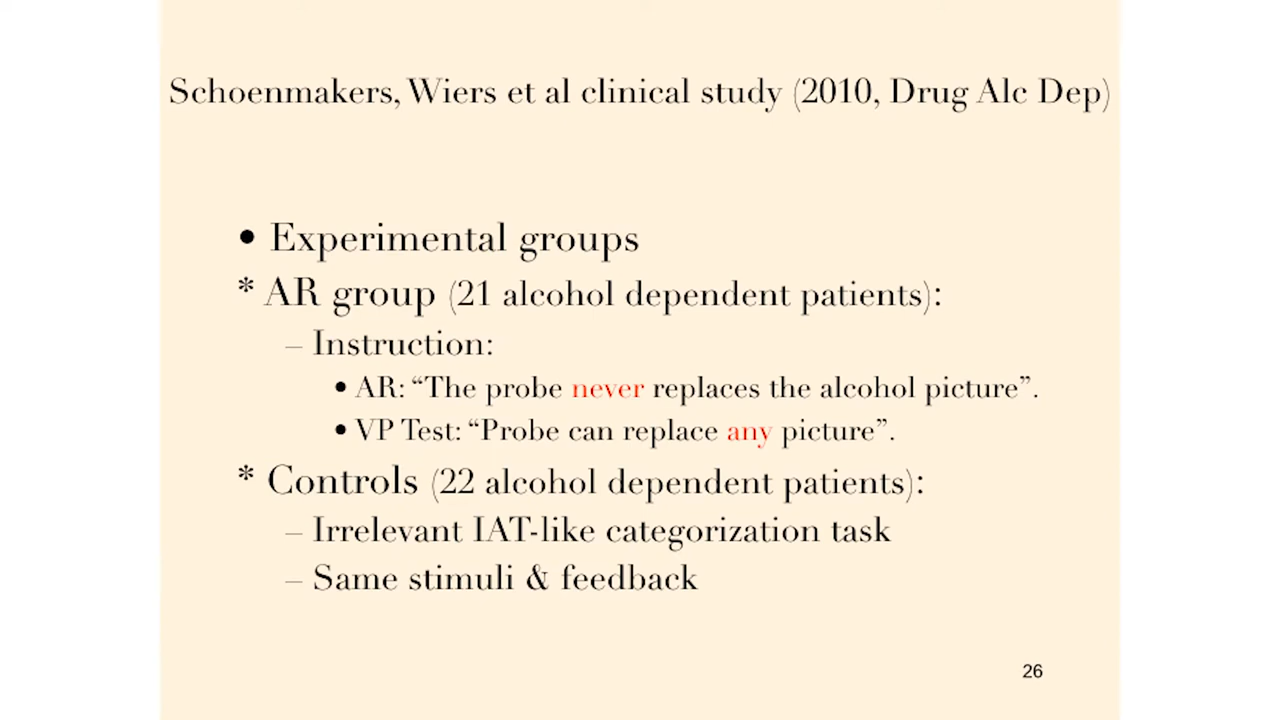 Schoenmakers, Wiers et al clinical study (2010, Drug Alc Dep)
• Experimental groups
* AR group (21 alcohol dependent patients):
– Instruction:
• AR: “The probe never replaces the alcohol picture”.
• VP Test: “Probe can replace any picture”.
* Controls (22 alcohol dependent patients):
– Irrelevant IAT-like categorization task
– Same stimuli & feedback
26